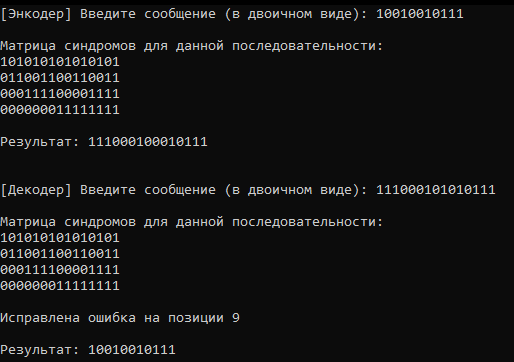 [Энкодер] Введите сообщение (в двоичном виде): 10010010111
Матрица синдромов для данной последовательности:
101010101010101
011001100110011
000111100001111
000000011111111
Результат: 111000100010111
[Декодер] Введите сообщение (в двоичном виде): 111000101010111
Матрица синдромов для данной последовательности:
101010101010101
011001100110011
000111100001111
000000011111111
Исправлена ошибка на позиции 9
Результат: 10010010111